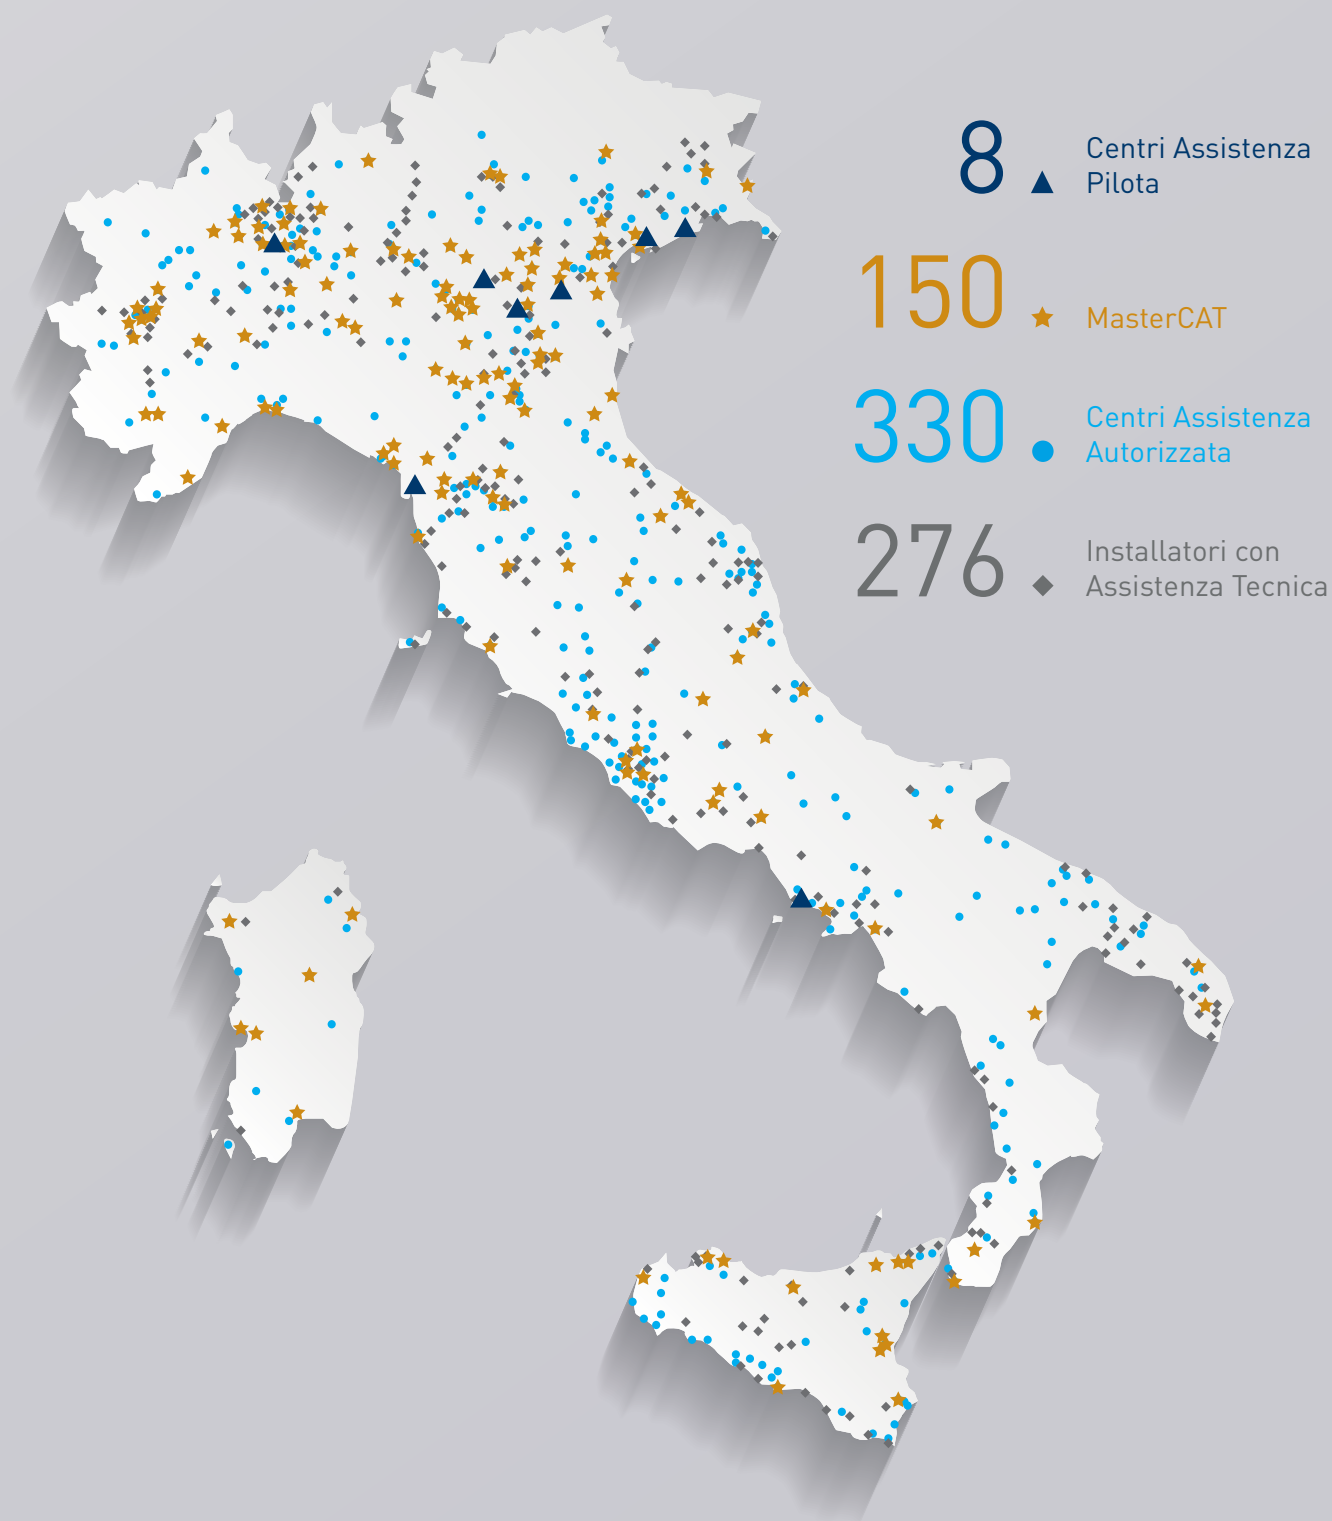 8
Centri Assistenza
Pilota
150
MasterCAT
330
Centri Assistenza
Autorizzata
276
Installatori con
Assistenza Tecnica